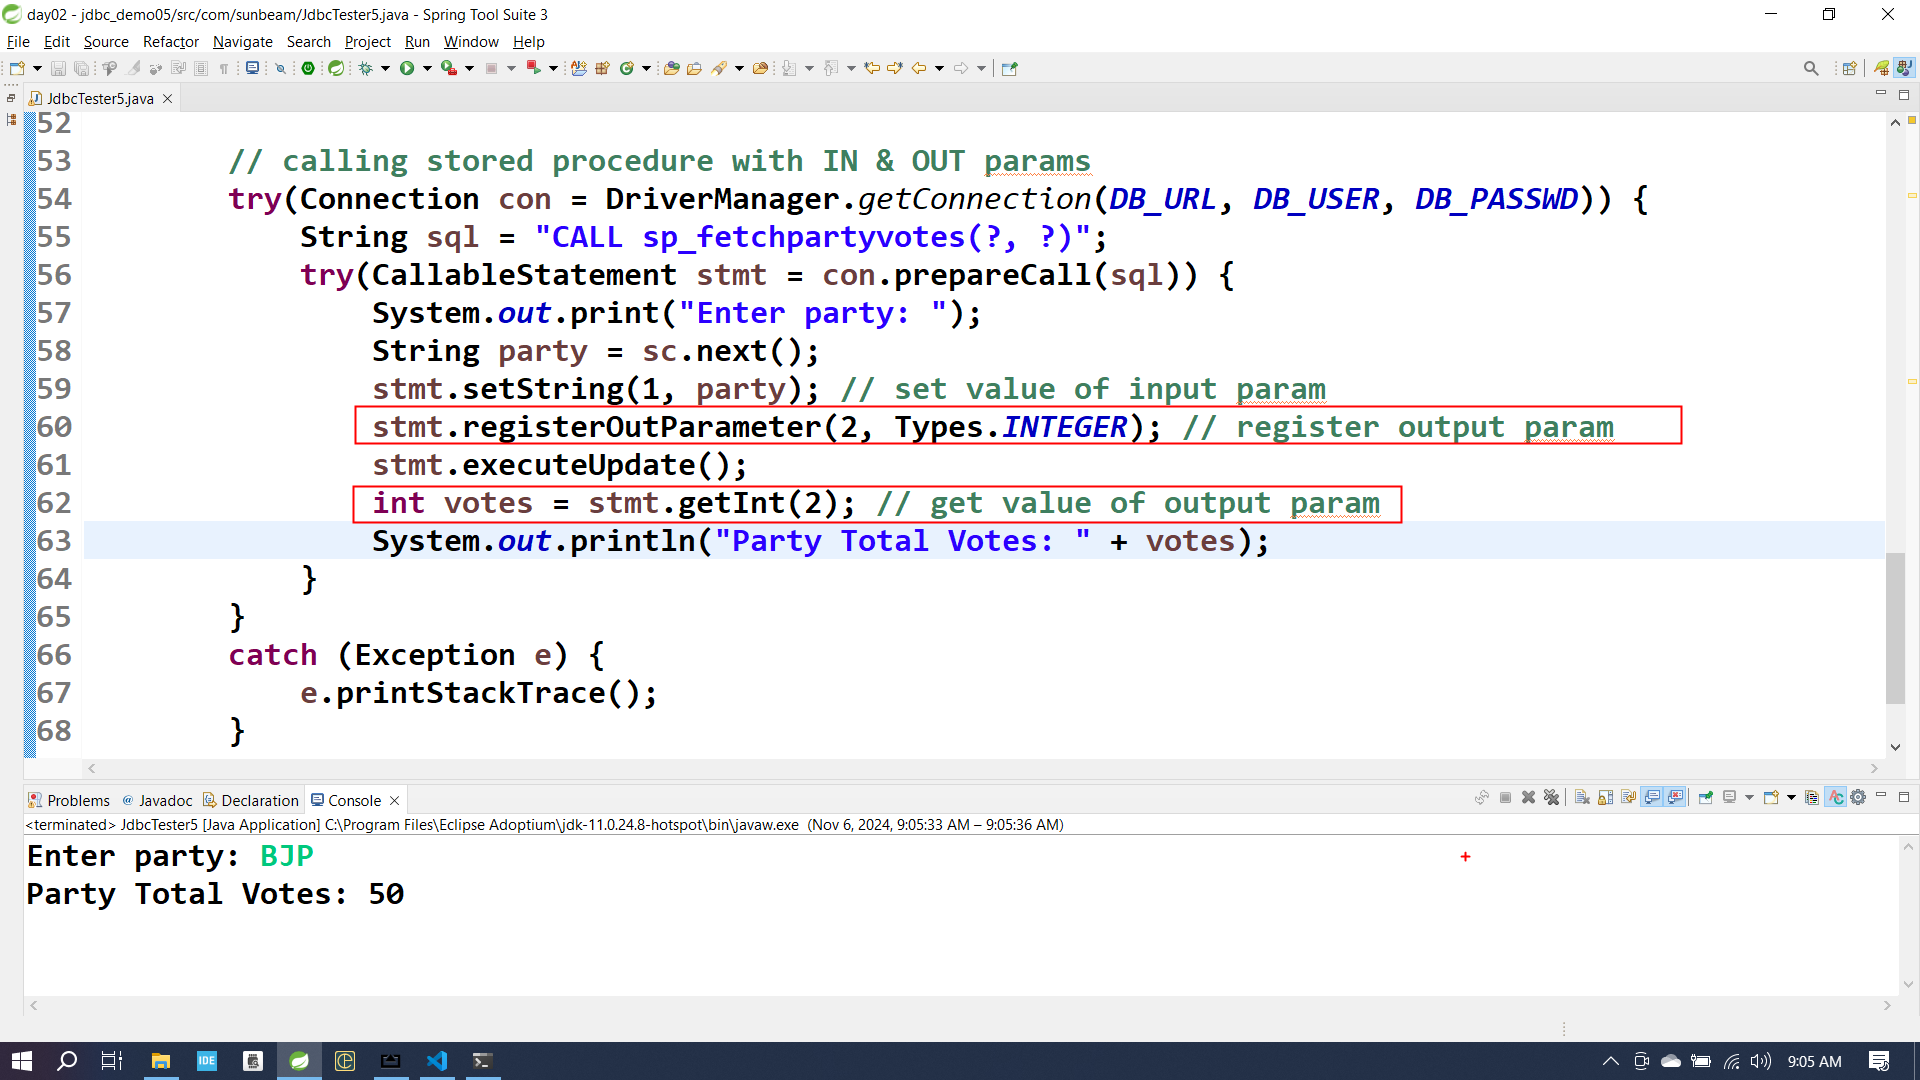 day02 - jdbc_demo05/src/com/sunbeam/JdbcTester5.java - Spring Tool Suite 3
File Edit Source Refactor Navigate Search Project Run Window Help
JdbcTester5.java
52
53 // calling stored procedure with IN & OUT params
54 try(Connection con = DriverManager.getConnection(DB_URL, DB_USER, DB_PASSWD)) {
55 String sql = "CALL sp_fetchpartyvotes(?, ?)";
56 try(CallableStatement stmt = con.prepareCall(sql)) {
57 System.out.print("Enter party: ");
58 String party = sc.next();
59 stmt.setString(1, party); // set value of input param
60 stmt.registerOutParameter(2, Types.INTEGER); // register output param
61 stmt.executeUpdate();
62 int votes = stmt.getInt(2); // get value of output param
63 System.out.println("Party Total Votes: " + votes);
64 }
65 }
66 catch (Exception e) {
67 e.printStackTrace();
68 }
Problems @ Javadoc Declaration Console
<terminated> JdbcTester5 [Java Application] C:\Program Files\Eclipse Adoptium\jdk-11.0.24.8-hotspot\bin\javaw.exe (Nov 6, 2024, 9:05:33 AM – 9:05:36 AM)
Enter party: BJP
Party Total Votes: 50
IDE
9:05 AM